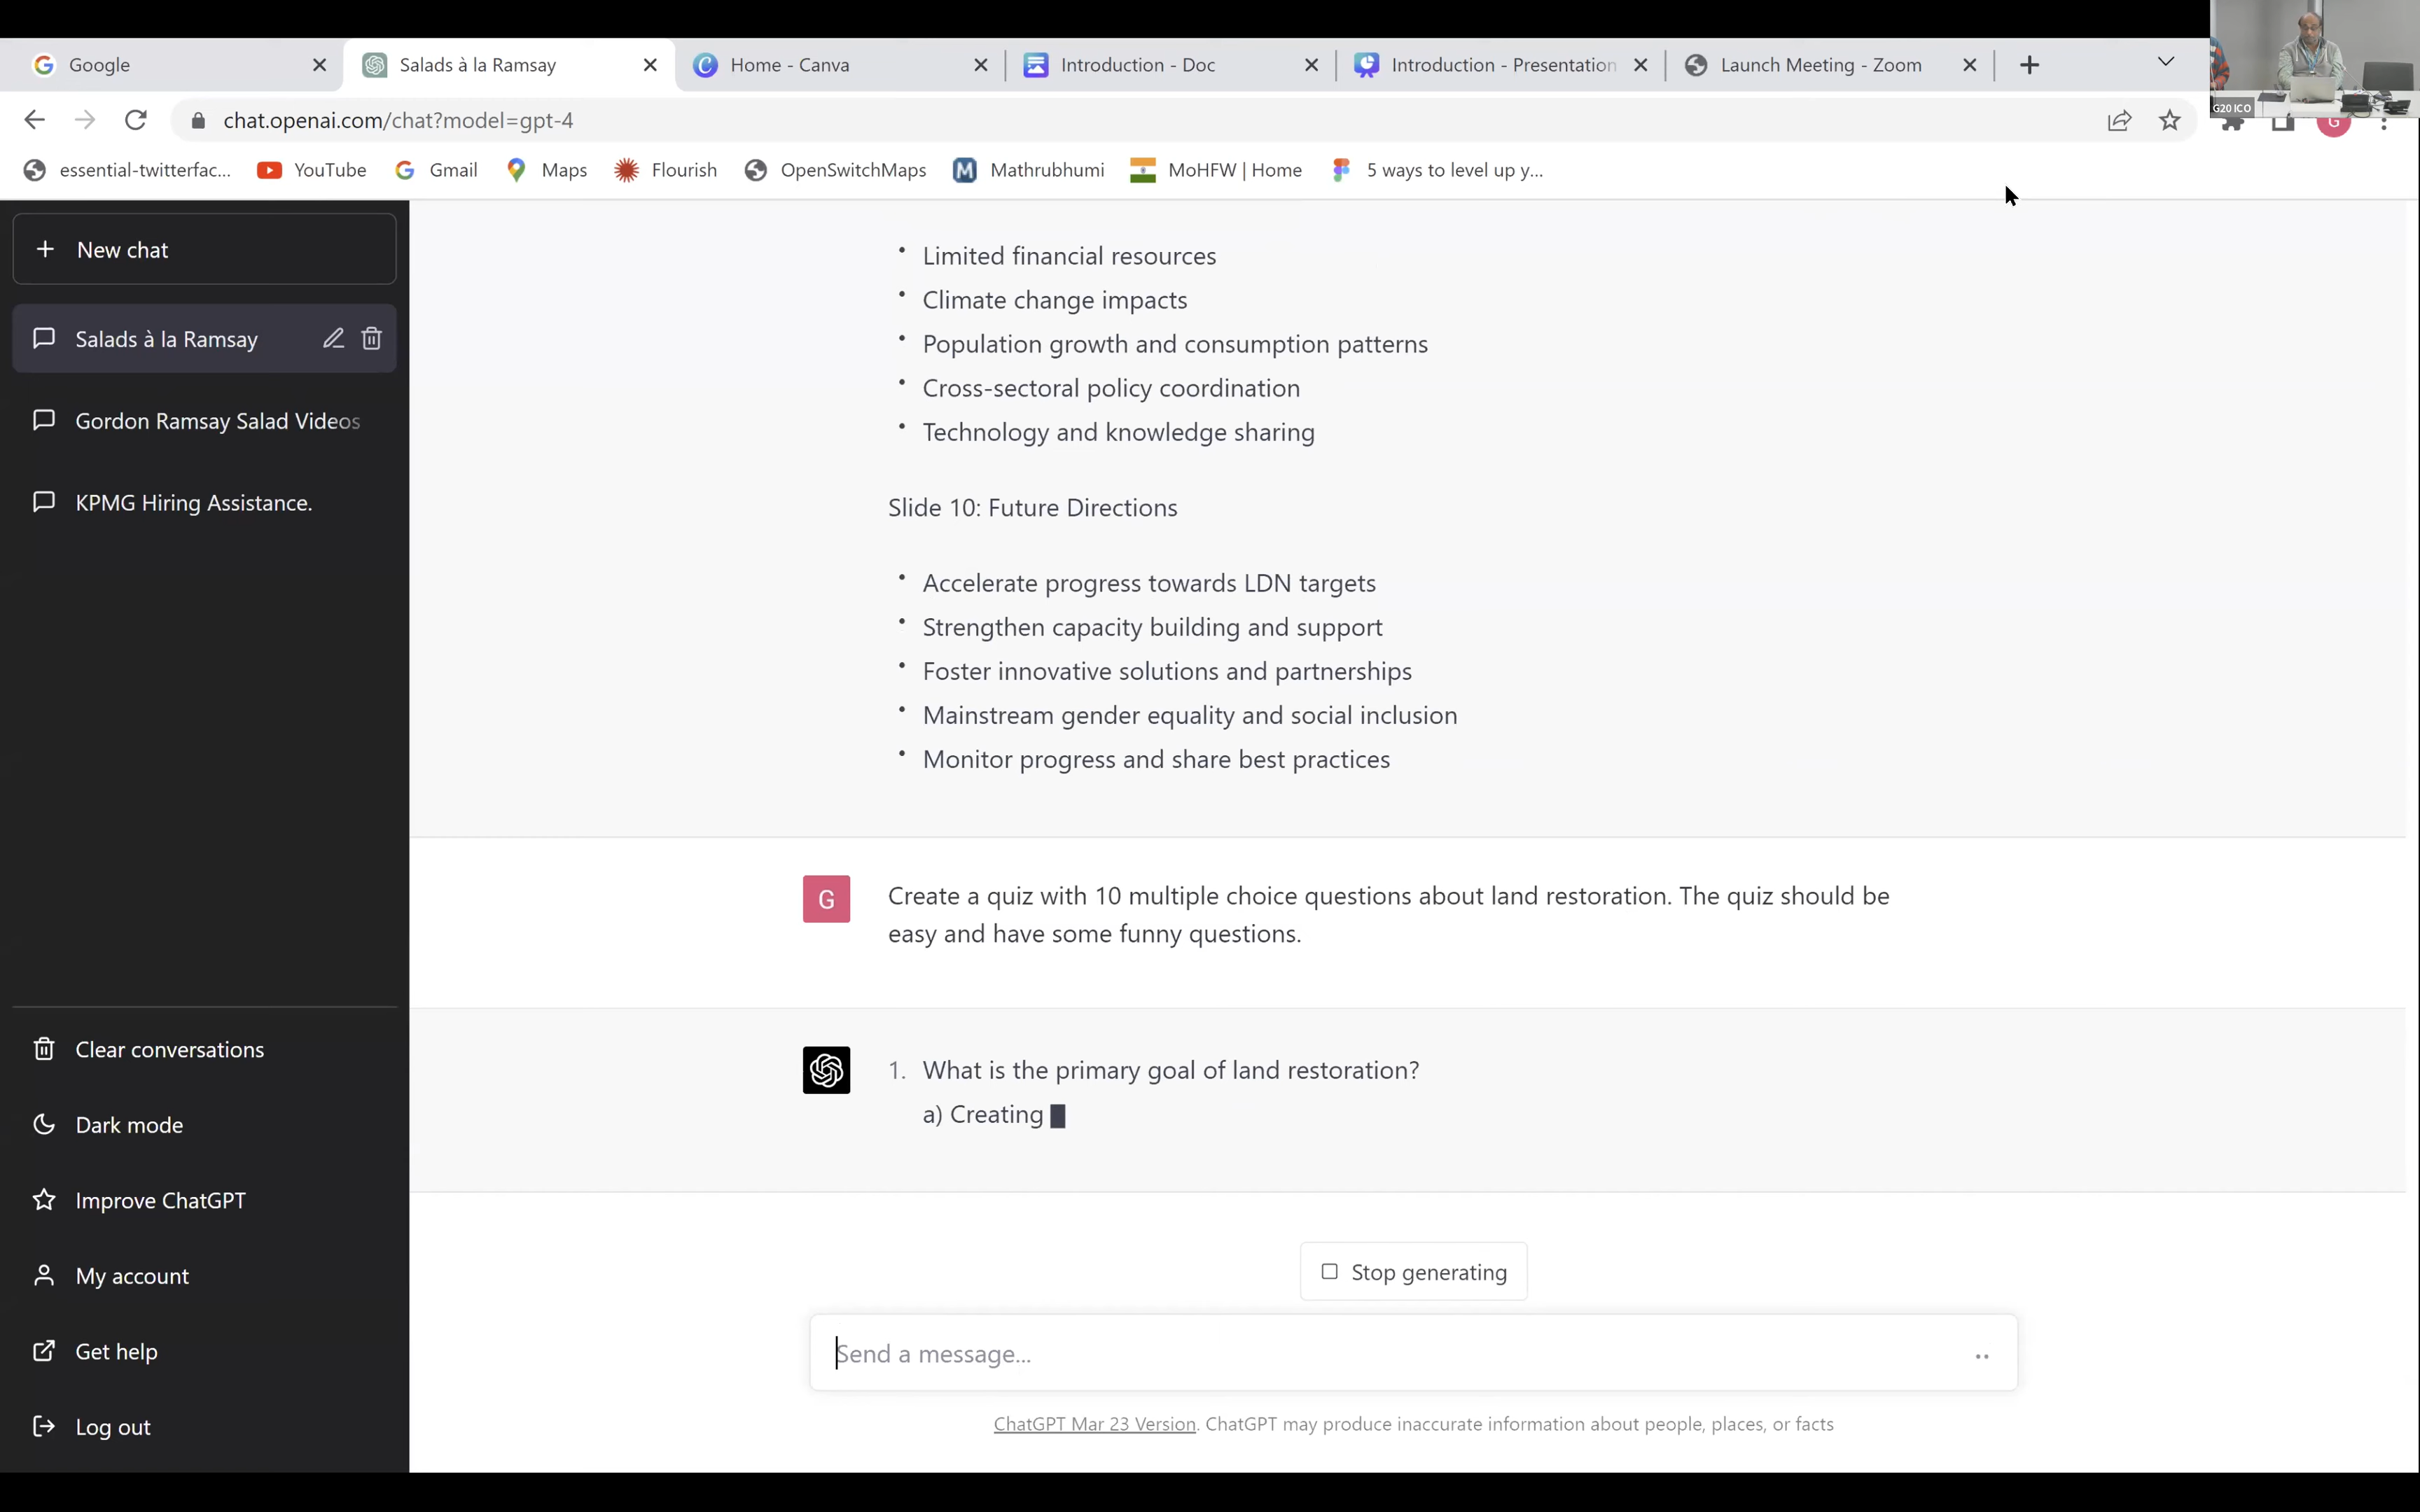 Google
Salads à la Ramsay
Home - Canva
Introduction - Doc
Introduction - Presentation
Launch Meeting - Zoom
G20 ICO
chat.openai.com/chat?model=gpt-4
G
essential-twitterfac...
YouTube
Gmail
Maps
Flourish
OpenSwitchMaps
Mathrubhumi
MoHFW | Home
5 ways to level up y...
New chat
Salads à la Ramsay
Gordon Ramsay Salad Videos
KPMG Hiring Assistance.
Clear conversations
Dark mode
Improve ChatGPT
My account
Get help
Log out
• Limited financial resources
• Climate change impacts
• Population growth and consumption patterns
• Cross-sectoral policy coordination
• Technology and knowledge sharing
Slide 10: Future Directions
• Accelerate progress towards LDN targets
• Strengthen capacity building and support
• Foster innovative solutions and partnerships
• Mainstream gender equality and social inclusion
• Monitor progress and share best practices
G
Create a quiz with 10 multiple choice questions about land restoration. The quiz should be
easy and have some funny questions.
1. What is the primary goal of land restoration?
a) Creating
Stop generating
Send a message...
ChatGPT Mar 23 Version. ChatGPT may produce inaccurate information about people, places, or facts